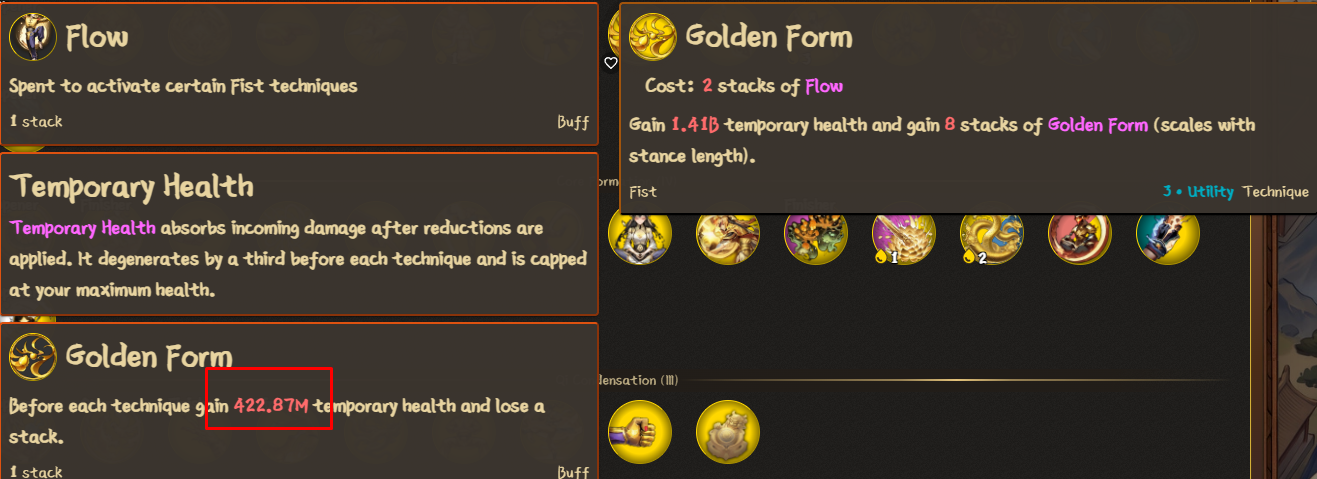 Flow
Spent to activate certain Fist techniques
1 stack
Buff
Temporary Health
Temporary Health absorbs incoming damage after reductions are
applied. It degenerates by a third before each technique and is capped
at your maximum health.
Golden Form
Before each technique gain 422.87M temporary health and lose a
stack.
1 stack
Buff
Golden Form
Cost: 2 stacks of Flow
Gain 1.41B temporary health and gain 8 stacks of Golden Form (scales with
stance length).
Fist
3 • Utility Technique
1
2
(III)